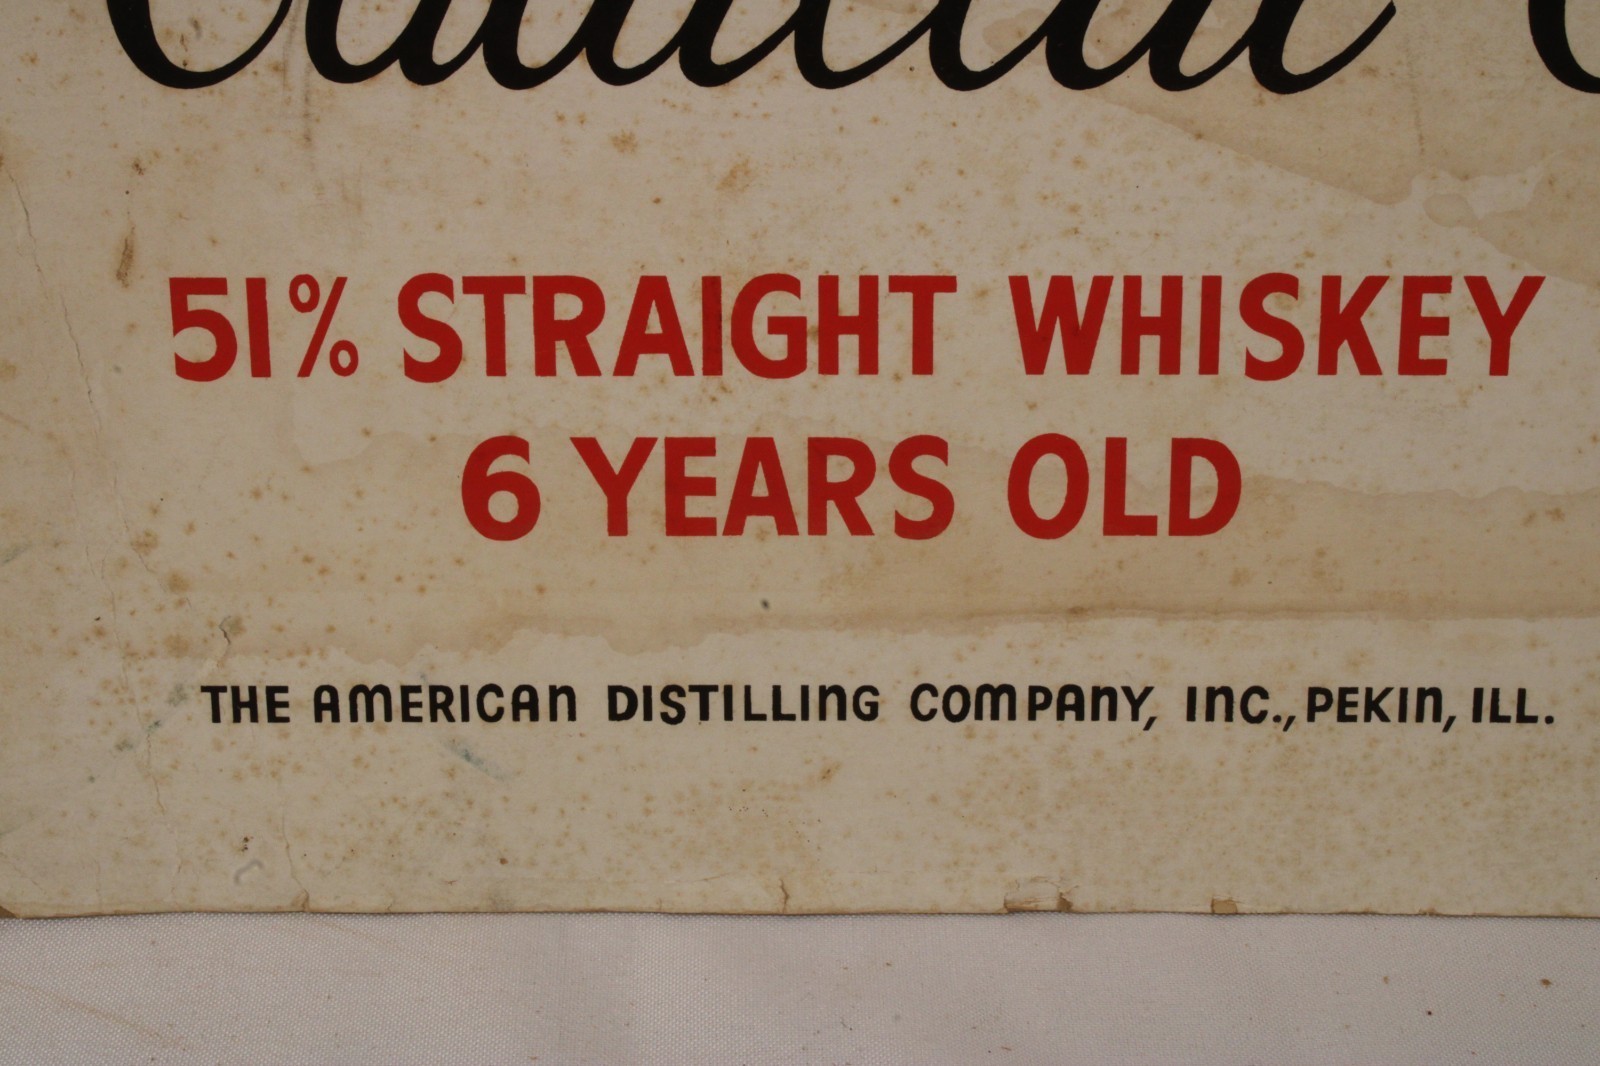 51% STRAIGHT WHISKEY
6 YEARS OLD
THE AMERICAN DISTILLING COMPANY, INC., PEKIN, ILL.